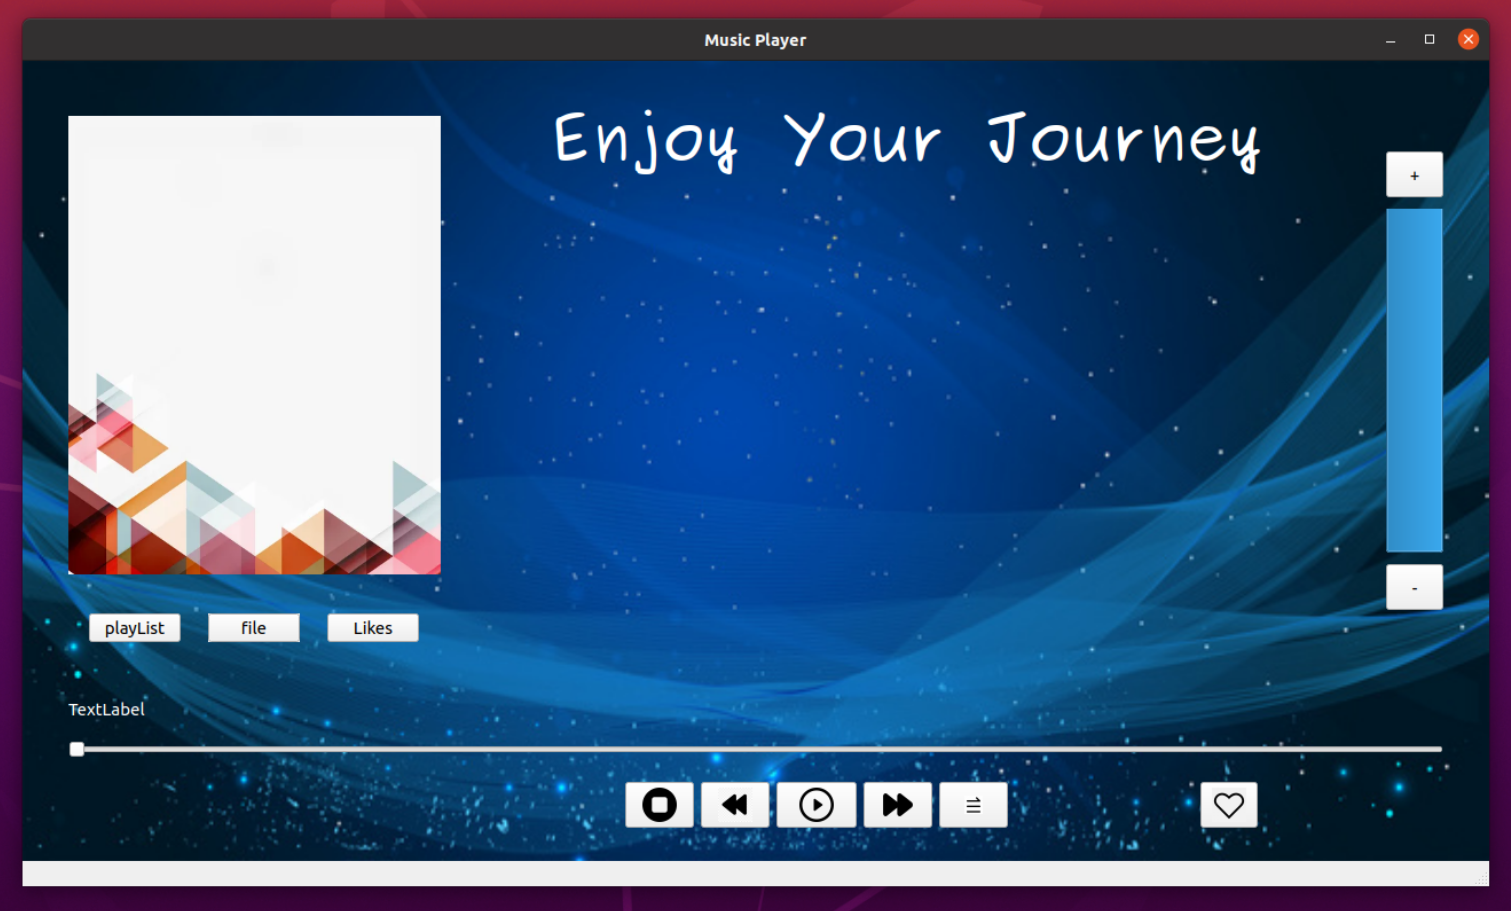 Music Player
Enjoy Your Journey
+
-
playList file Likes
TextLabel